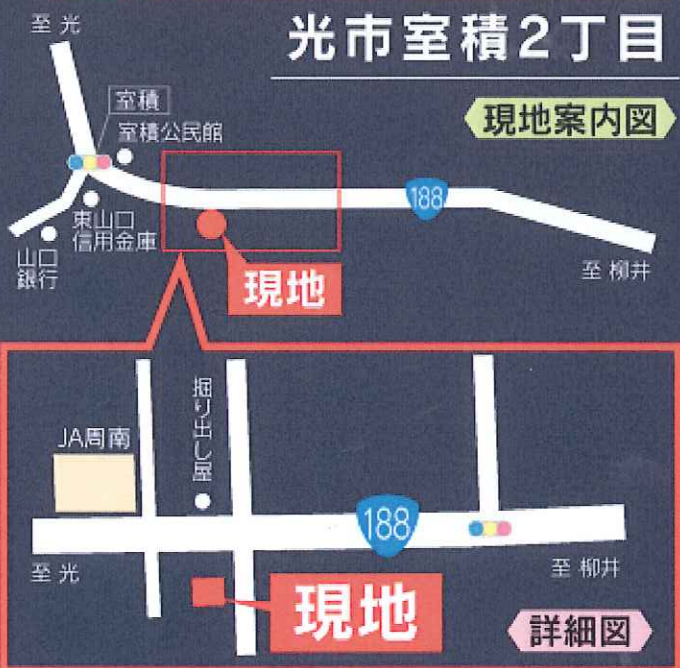 至 光
光市室積2丁目
現地案内図
室積
室積公民館
188
東山口
信用金庫
山口
銀行
現地
至 柳井
JA周南
掘り出し屋
188
至 光
至 柳井
現地
詳細図